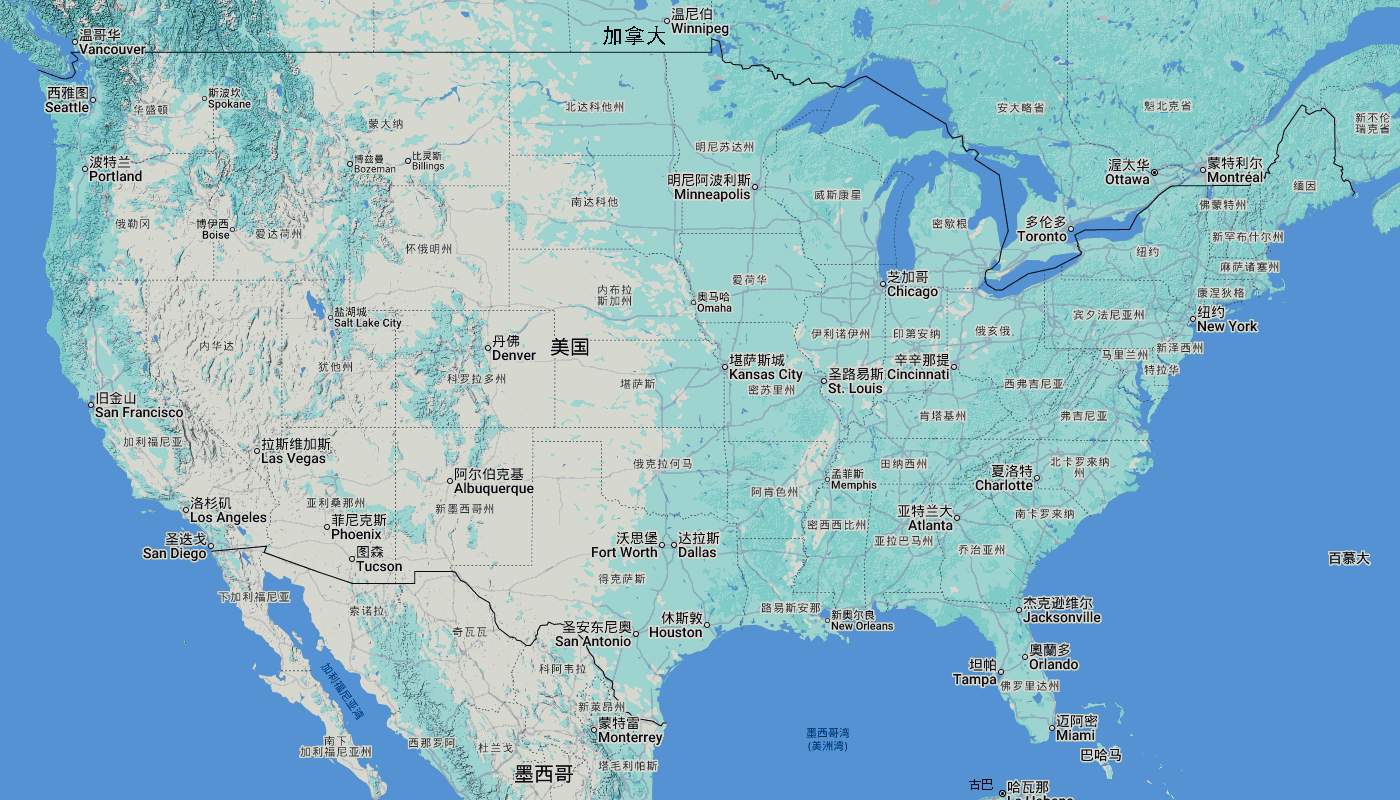 温尼伯
Winnipeg
加拿大
温哥华
Vancouver
西雅图
Seattle
斯波坎
Spokane
华盛顿
北达科他州
安大略省
魁北克省
新不伦
瑞克省
蒙大纳
明尼苏达州
波特兰
Portland
博兹曼
Bozeman
比灵斯
Billings
渥太华
Ottawa
蒙特利尔
Montréal
明尼阿波利斯
Minneapolis
威斯康星
缅因
南达科他
佛蒙特州
俄勒冈
博伊西
Boise
爱达荷州
密歇根
多伦多
Toronto
新罕布什尔州
怀俄明州
纽约
麻萨诸塞州
爱荷华
芝加哥
Chicago
内布拉
斯加州
奥马哈
Omaha
康涅狄格
盐湖城
Salt Lake City
宾夕法尼亚州
纽约
New York
伊利诺伊州
印第安纳
俄亥俄
内华达
丹佛
Denver
美国
新泽西州
马里兰州
特拉华
犹他州
科罗拉多州
堪萨斯城
Kansas City
辛辛那提
Cincinnati
圣路易斯
St. Louis
堪萨斯
密苏里州
西弗吉尼亚
旧金山
San Francisco
肯塔基州
弗吉尼亚
加利福尼亚
拉斯维加斯
Las Vegas
俄克拉何马
田纳西州
北卡罗来纳
州
阿尔伯克基
Albuquerque
孟菲斯
Memphis
夏洛特
Charlotte
亚利桑那州
新墨西哥州
阿肯色州
洛杉矶
Los Angeles
菲尼克斯
Phoenix
密西西比州
亚特兰大
Atlanta
南卡罗来纳
圣迭戈
San Diego
图森
Tucson
沃思堡
Fort Worth
达拉斯
Dallas
亚拉巴马州
乔治亚州
百慕大
得克萨斯
下加利福尼亚
索诺拉
路易斯安那
杰克逊维尔
Jacksonville
奇瓦瓦
圣安东尼奥
San Antonio
休斯敦
Houston
新奥尔良
New Orleans
科阿韦拉
奧蘭多
Orlando
坦帕
Tampa
佛罗里达州
加利福尼亚湾
新莱昂州
蒙特雷
Monterrey
迈阿密
Miami
墨西哥湾
(美洲湾)
南下
加利福尼亚州
西那罗阿
杜兰戈
巴哈马
塔毛利帕斯
墨西哥
古巴
哈瓦那
La Habana